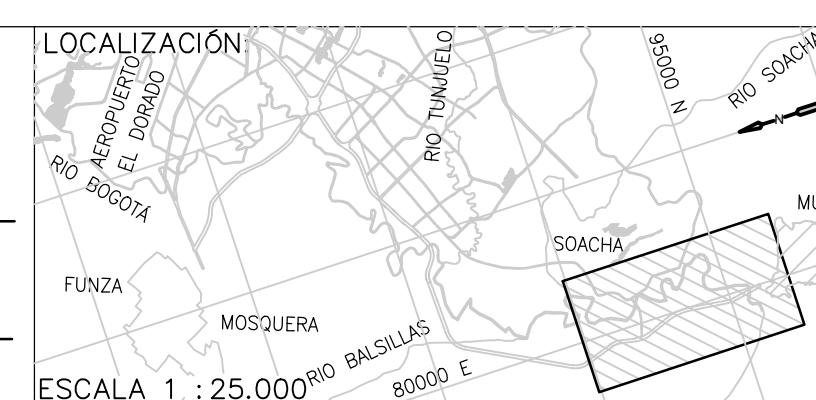 LOCALIZACIÓN:
AEROPUERTO
EL DORADO
RIO TUNJUELO
95000 N
RIO SOACHA
N
RIO BOGOTÁ
MU
SOACHA
FUNZA
MOSQUERA
RIO BALSILLAS
80000 E
ESCALA 1 : 25.000